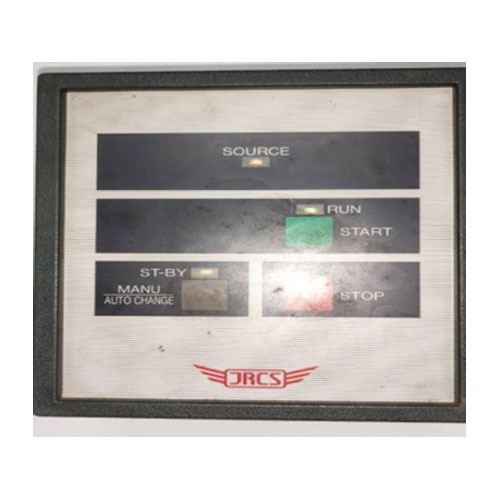 SOURCE
RUN
START
ST-BY
MANU
AUTO CHANGE
STOP
JRCS